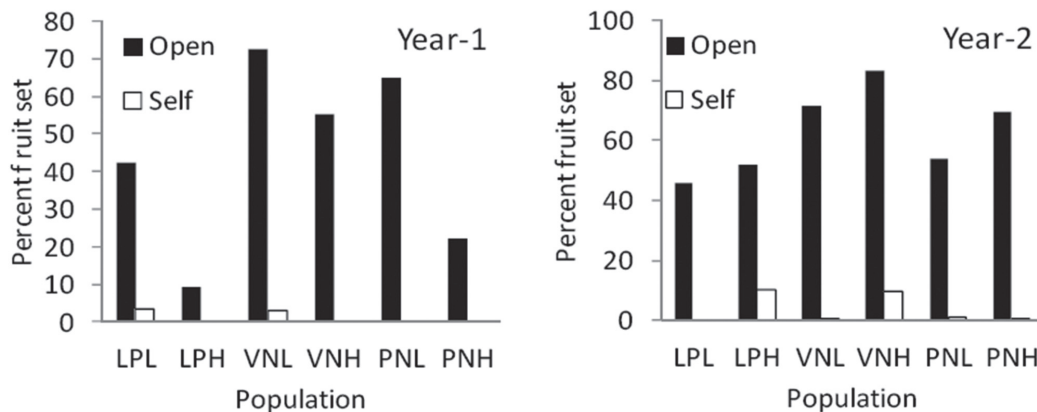 80
70
60
50
40
30
20
10
0
Percent f ruit set
Open
Self
Year-1
LPL LPH VNL VNH PNL PNH
Population
100
80
60
40
20
0
Percent fruit set
Open
Self
Year-2
LPL LPH VNL VNH PNL PNH
Population